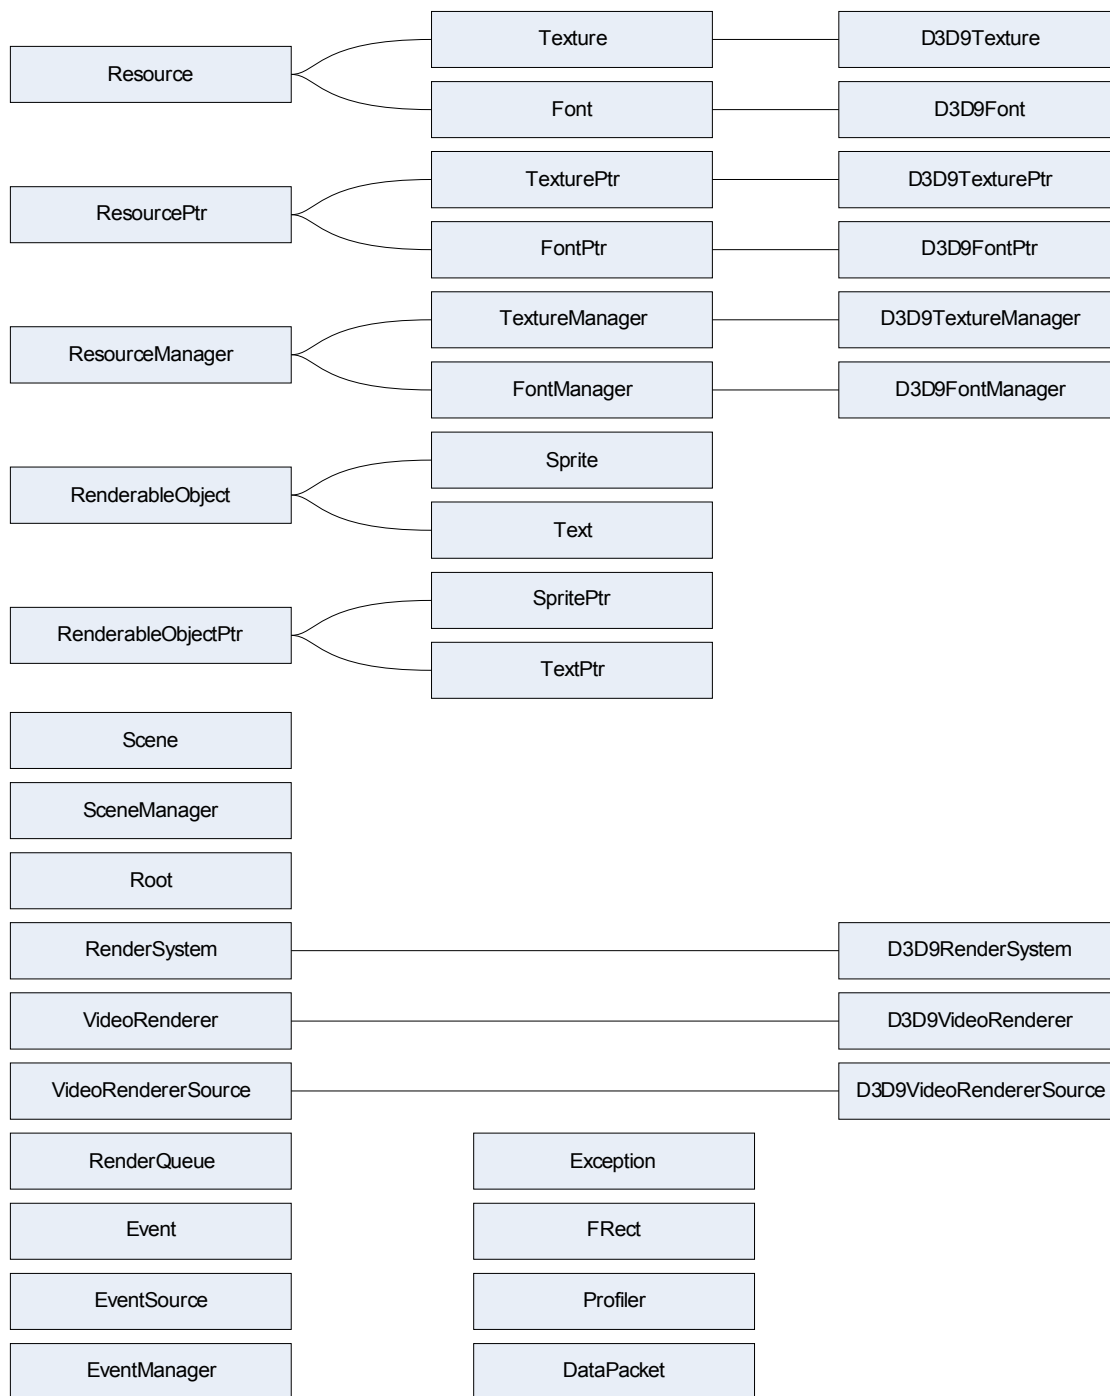 Resource
Texture
D3D9Texture
Font
D3D9Font
ResourcePtr
TexturePtr
D3D9TexturePtr
FontPtr
D3D9FontPtr
ResourceManager
TextureManager
D3D9TextureManager
FontManager
D3D9FontManager
RenderableObject
Sprite
Text
RenderableObjectPtr
SpritePtr
TextPtr
Scene
SceneManager
Root
RenderSystem
D3D9RenderSystem
VideoRenderer
D3D9VideoRenderer
VideoRendererSource
D3D9VideoRendererSource
RenderQueue
Exception
Event
FRect
EventSource
Profiler
EventManager
DataPacket